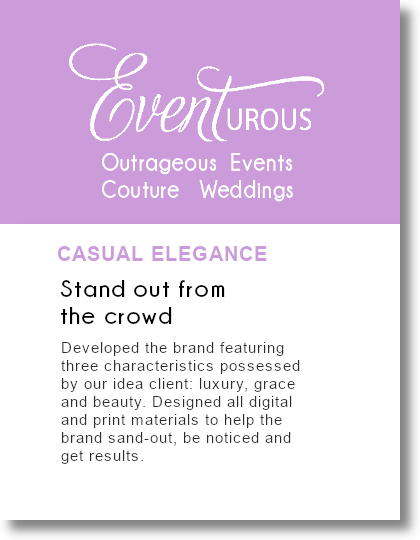 EventUROUS
Outrageous Events
Couture Weddings
CASUAL ELEGANCE
Stand out from
the crowd
Developed the brand featuring
three characteristics possessed
by our idea client: luxury, grace
and beauty. Designed all digital
and print materials to help the
brand sand-out, be noticed and
get results.